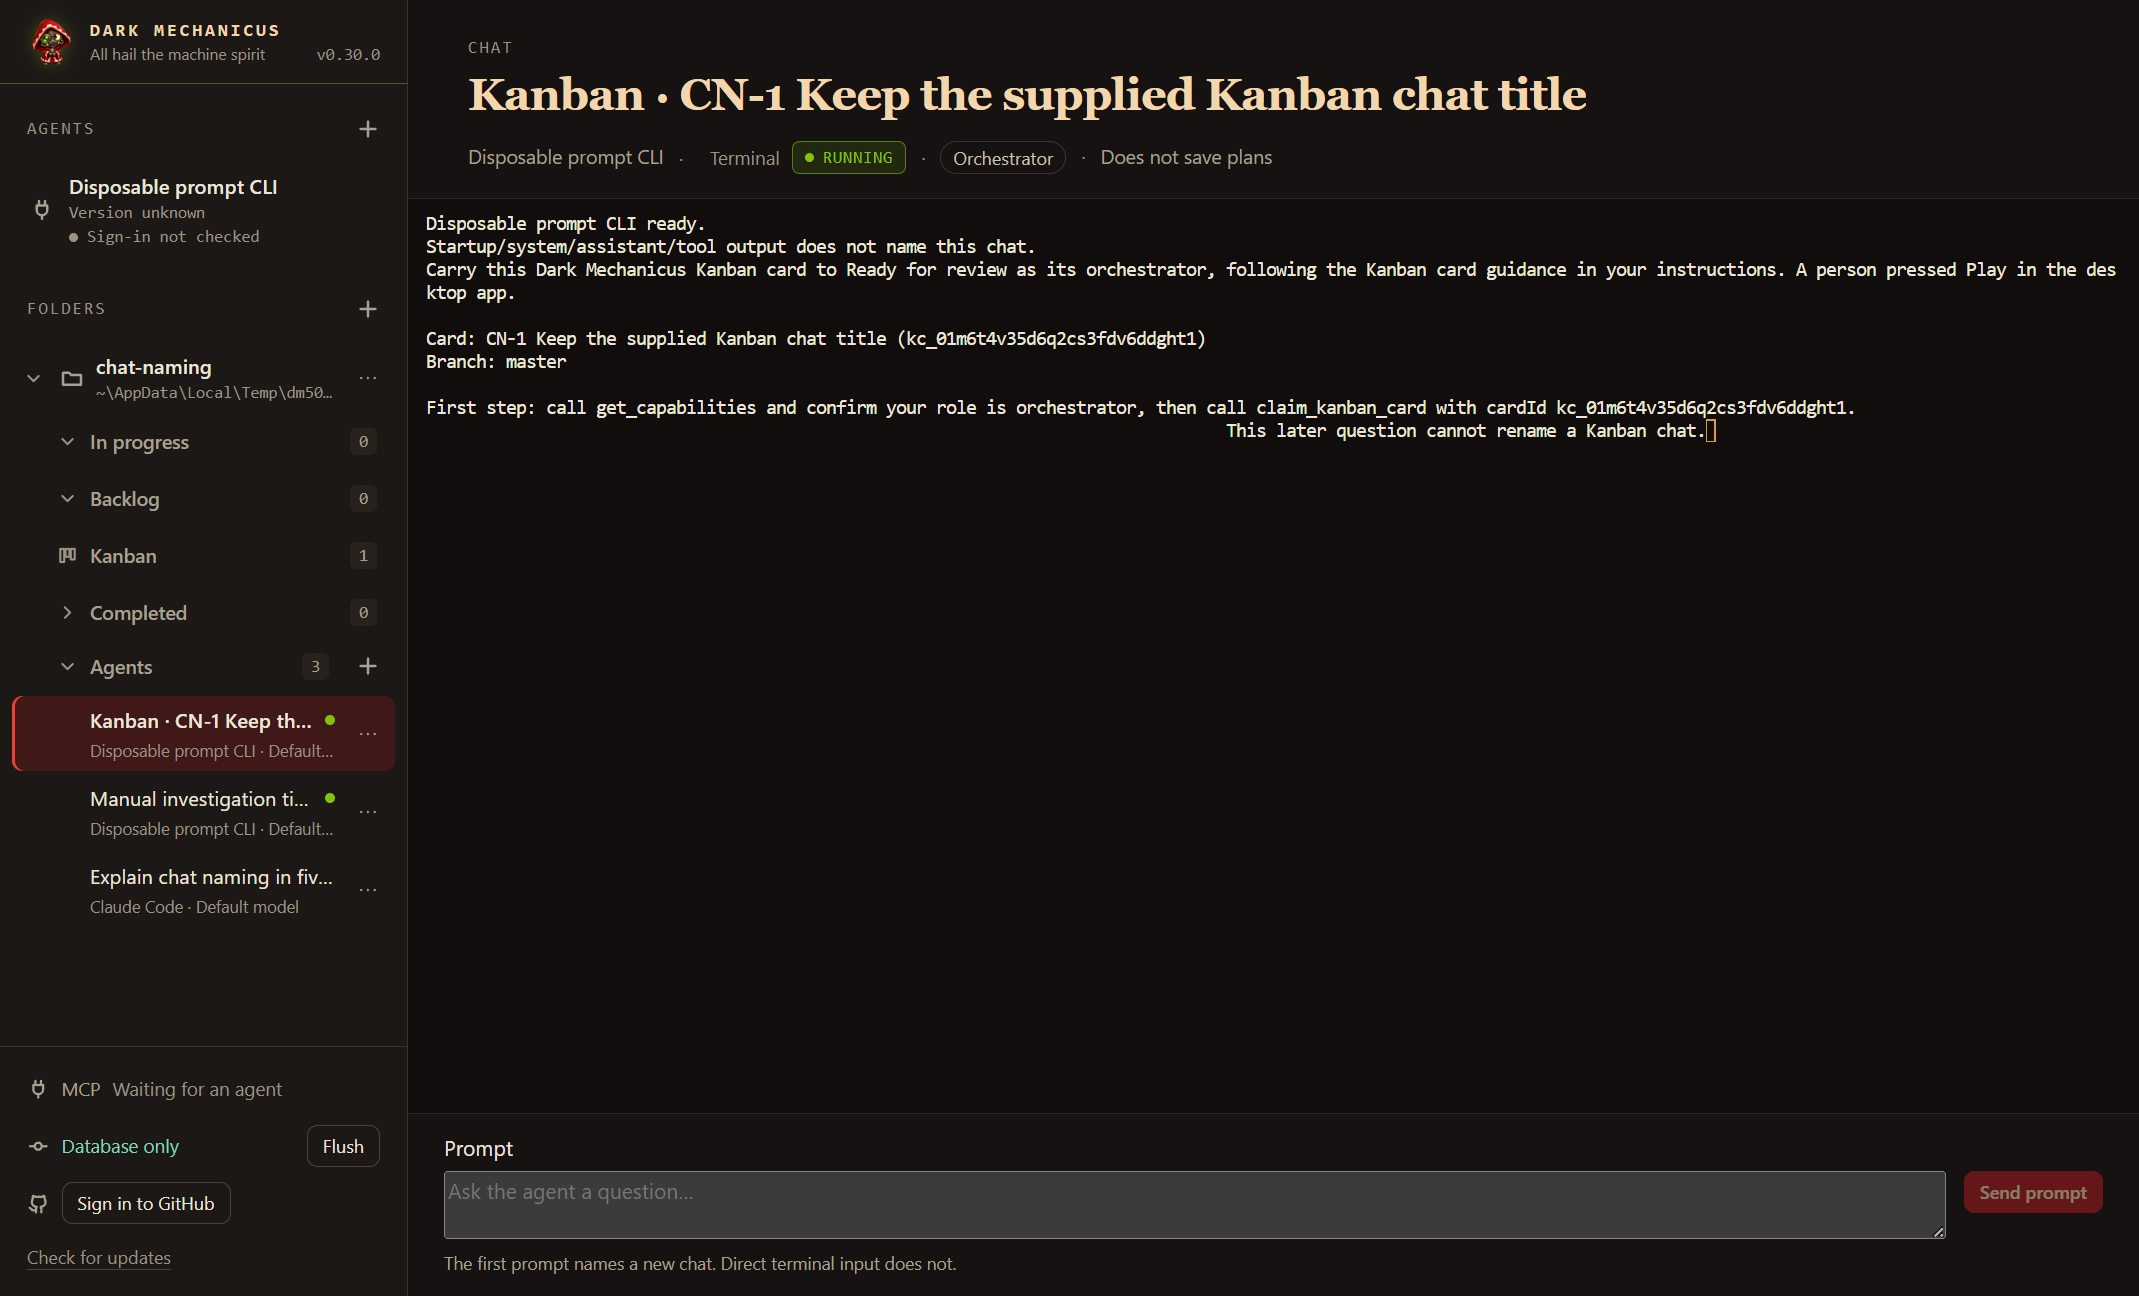 DARK MECHANICUS
All hail the machine spirit
v0.30.0
AGENTS
Disposable prompt CLI
Version unknown
Sign-in not checked
FOLDERS
chat-naming
~\AppData\Local\Temp\dm50…
In progress
0
Backlog
0
Kanban
1
Completed
0
Agents
3
Kanban · CN-1 Keep th...
Disposable prompt CLI · Default...
Manual investigation ti...
Disposable prompt CLI · Default...
Explain chat naming in fiv...
Claude Code · Default model
MCP Waiting for an agent
Database only
Flush
Sign in to GitHub
Check for updates
CHAT
Kanban · CN-1 Keep the supplied Kanban chat title
Disposable prompt CLI · Terminal RUNNING · Orchestrator · Does not save plans
Disposable prompt CLI ready.
Startup/system/assistant/tool output does not name this chat.
Carry this Dark Mechanicus Kanban card to Ready for review as its orchestrator, following the Kanban card guidance in your instructions. A person pressed Play in the des
ktop app.
Card: CN-1 Keep the supplied Kanban chat title (kc_01m6t4v35d6q2cs3fdv6ddght1)
Branch: master
First step: call get_capabilities and confirm your role is orchestrator, then call claim_kanban_card with cardId kc_01m6t4v35d6q2cs3fdv6ddght1.
This later question cannot rename a Kanban chat.
Prompt
Ask the agent a question...
Send prompt
The first prompt names a new chat. Direct terminal input does not.